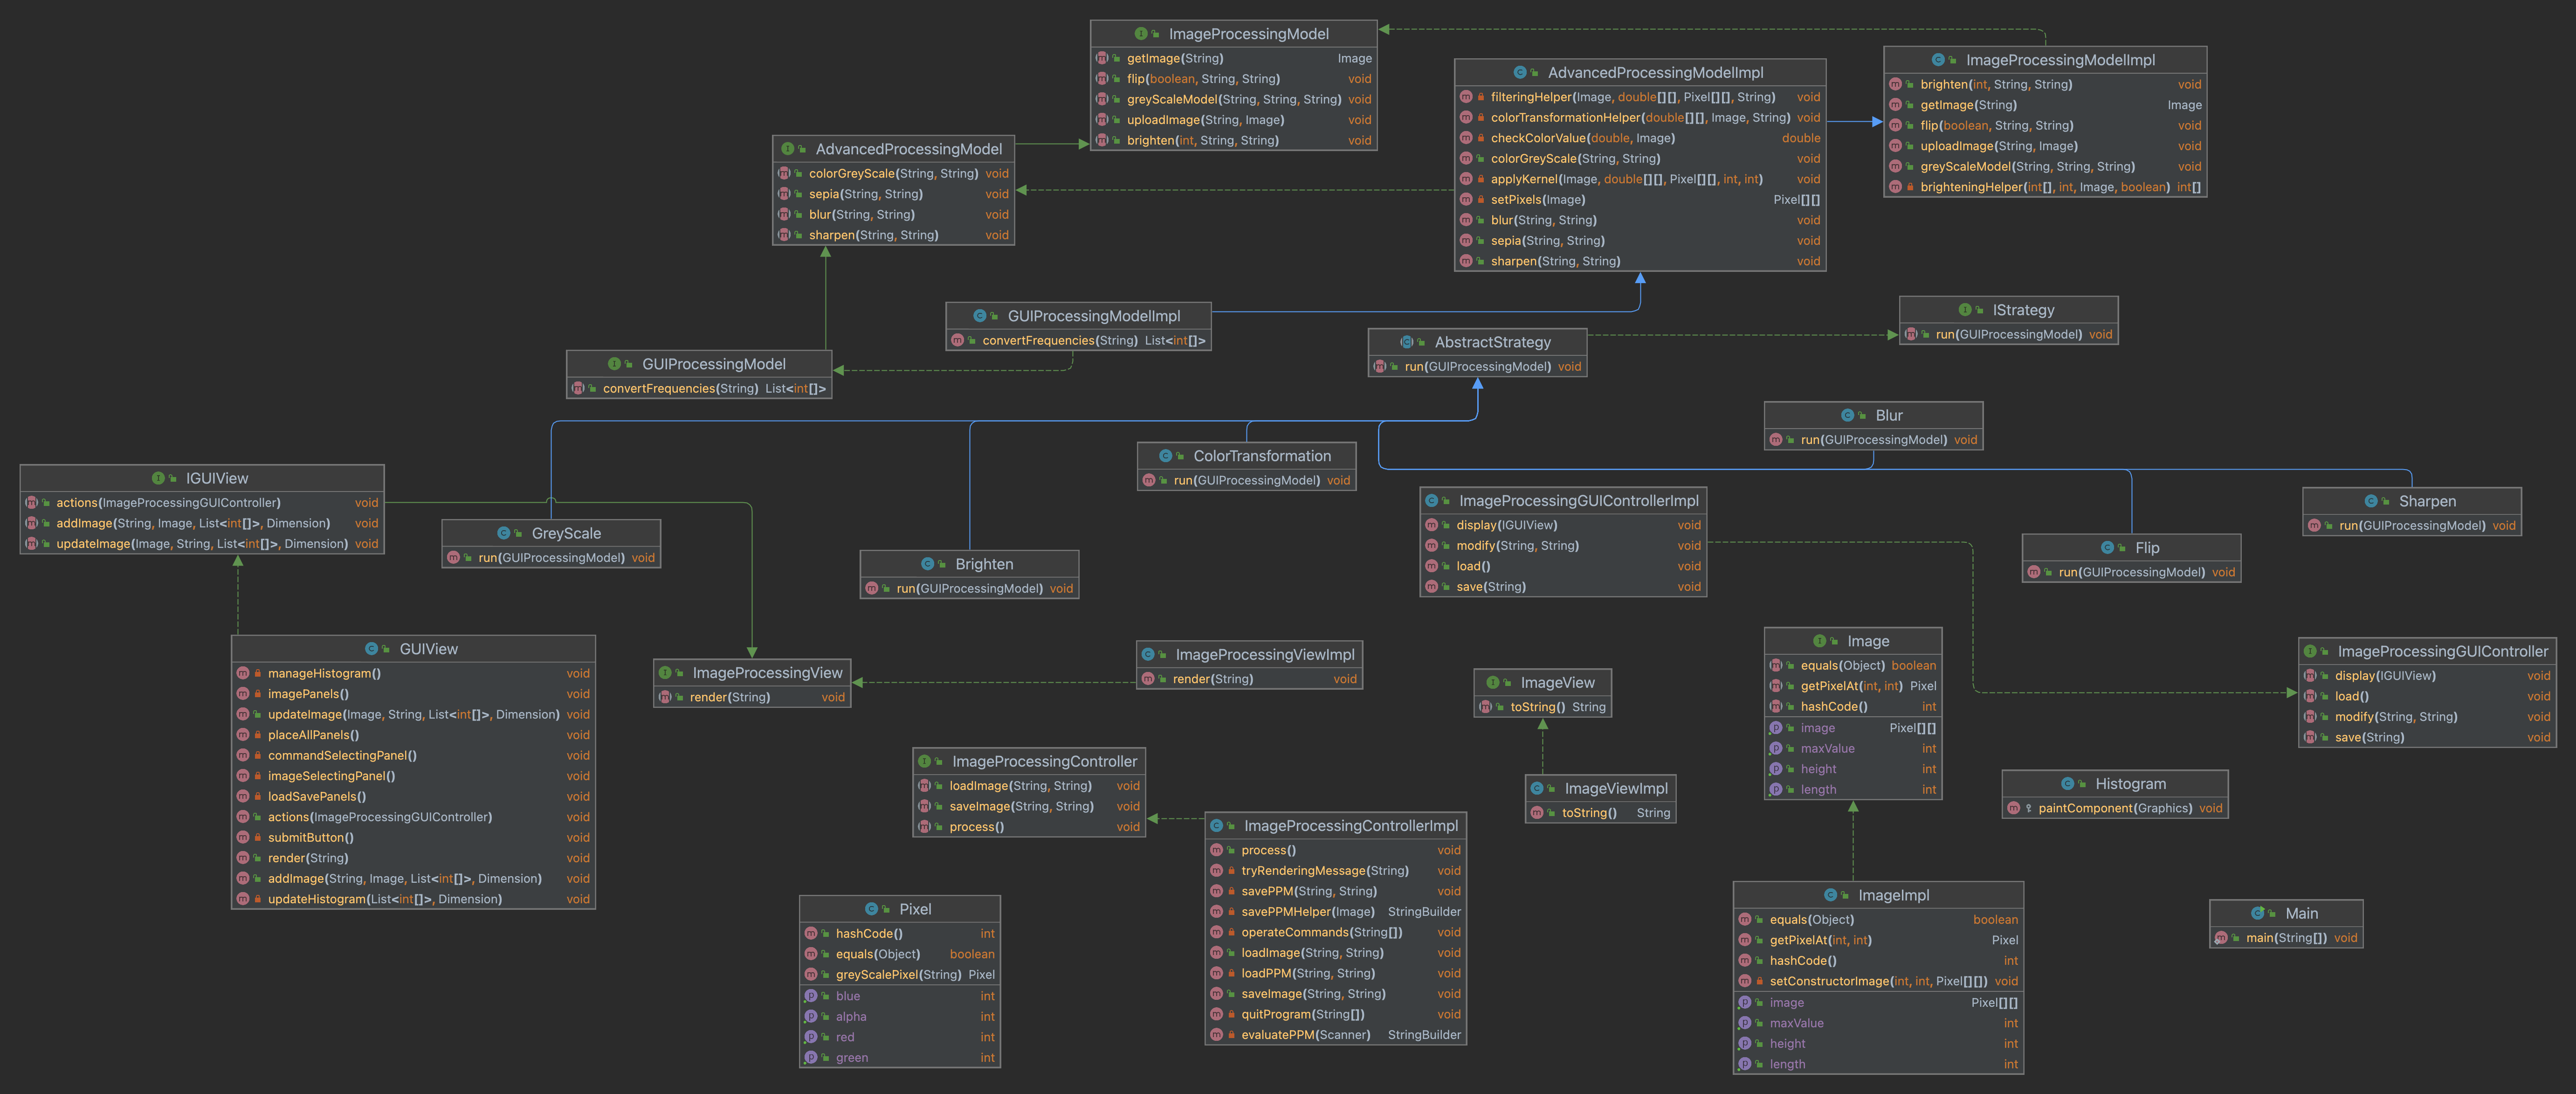 ImageProcessingModel
getImage(String) Image
flip(boolean, String, String) void
greyScaleModel(String, String, String) void
uploadImage(String, Image) void
brighten(int, String, String) void
ImageProcessingModelImpl
brighten(int, String, String) void
getImage(String) Image
flip(boolean, String, String) void
uploadImage(String, Image) void
greyScaleModel(String, String, String) void
brighteningHelper(int[], int, Image, boolean) int[]
AdvancedProcessingModelImpl
filteringHelper(Image, double[][], Pixel[][], String) void
colorTransformationHelper(double[][], Image, String) void
checkColorValue(double, Image) double
colorGreyScale(String, String) void
applyKernel(Image, double[][], Pixel[][], int, int) void
setPixels(Image) Pixel[][]
blur(String, String) void
sepia(String, String) void
sharpen(String, String) void
AdvancedProcessingModel
colorGreyScale(String, String) void
sepia(String, String) void
blur(String, String) void
sharpen(String, String) void
GUIProcessingModelImpl
convertFrequencies(String) List<int[]>
IStrategy
run(GUIProcessingModel) void
AbstractStrategy
run(GUIProcessingModel) void
GUIProcessingModel
convertFrequencies(String) List<int[]>
Blur
run(GUIProcessingModel) void
ColorTransformation
run(GUIProcessingModel) void
IGUIView
actions(ImageProcessingGUIController) void
addImage(String, Image, List<int[]>, Dimension) void
updateImage(Image, String, List<int[]>, Dimension) void
GreyScale
run(GUIProcessingModel) void
Brighten
run(GUIProcessingModel) void
ImageProcessingGUIControllerImpl
display(IGUIView) void
modify(String, String) void
load() void
save(String) void
Sharpen
run(GUIProcessingModel) void
Flip
run(GUIProcessingModel) void
GUIView
manageHistogram() void
imagePanels() void
updateImage(Image, String, List<int[]>, Dimension) void
placeAllPanels() void
commandSelectingPanel() void
imageSelectingPanel() void
loadSavePanels() void
actions(ImageProcessingGUIController) void
submitButton() void
render(String) void
addImage(String, Image, List<int[]>, Dimension) void
updateHistogram(List<int[]>, Dimension) void
ImageProcessingView
render(String) void
ImageProcessingViewImpl
render(String) void
ImageView
toString() String
Image
equals(Object) boolean
getPixelAt(int, int) Pixel
hashCode() int
image Pixel[][]
maxValue int
height int
length int
ImageProcessingGUIController
display(IGUIView) void
load() void
modify(String, String) void
save(String) void
ImageProcessingController
loadImage(String, String) void
saveImage(String, String) void
process() void
ImageViewImpl
toString() String
Histogram
paintComponent(Graphics) void
ImageProcessingControllerImpl
process() void
tryRenderingMessage(String) void
savePPM(String, String) void
savePPMHelper(Image) StringBuilder
operateCommands(String[]) void
loadImage(String, String) void
loadPPM(String, String) void
saveImage(String, String) void
quitProgram(String[]) void
evaluatePPM(Scanner) StringBuilder
Pixel
hashCode() int
equals(Object) boolean
greyScalePixel(String) Pixel
blue int
alpha int
red int
green int
ImageImpl
equals(Object) boolean
getPixelAt(int, int) Pixel
hashCode() int
setConstructorImage(int, int, Pixel[][]) void
image Pixel[][]
maxValue int
height int
length int
Main
main(String[]) void